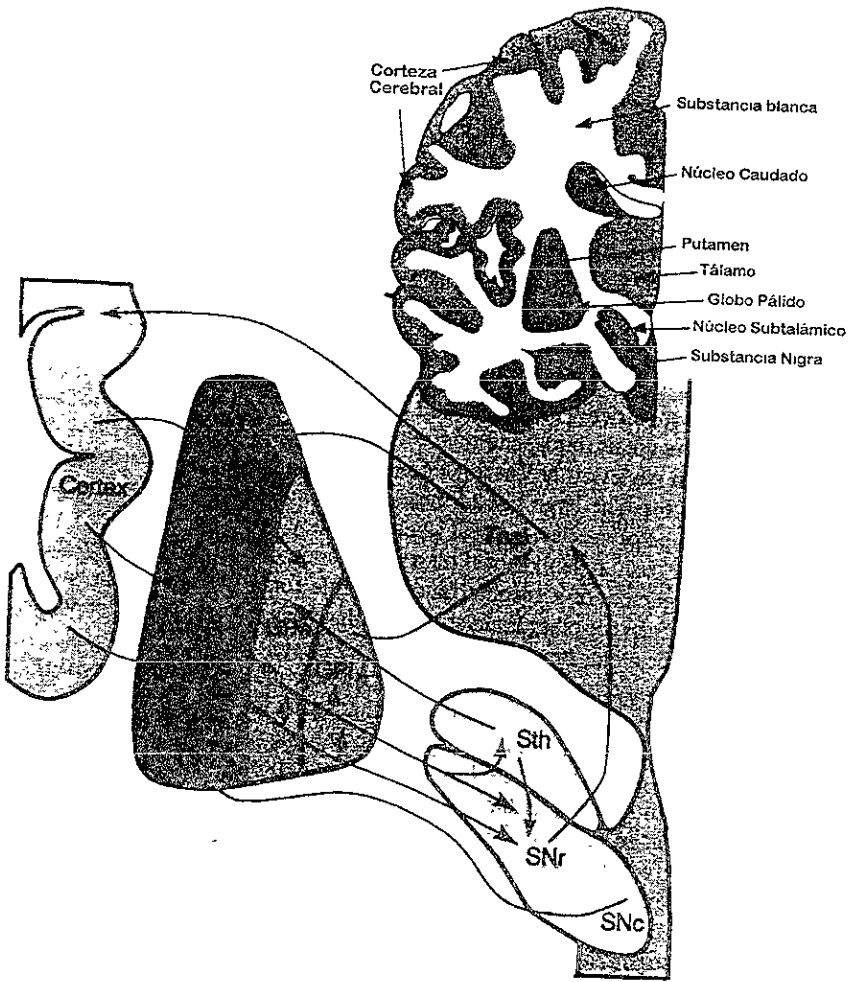 Corteza
Cerebral
Substancia blanca
Núcleo Caudado
Putamen
Tálamo
Globo Pálido
Núcleo Subtalámico
Substancia Nigra
Cortex
Sth
SNr
SNc